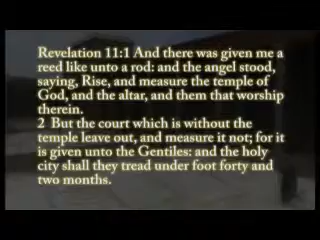 Revelation 11:1 And there was given me a
reed like unto a rod: and the angel stood,
saying, Rise, and measure the temple of
God, and the altar, and them that worship
therein.
2  But the court which is without the
temple leave out, and measure it not; for it
is given unto the Gentiles: and the holy
city shall they tread under foot forty and
two months.